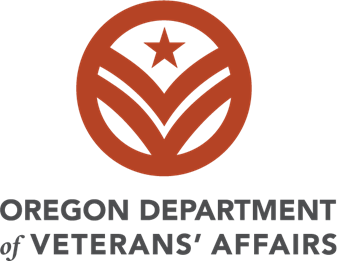 OREGON DEPARTMENT
of VETERANS’ AFFAIRS